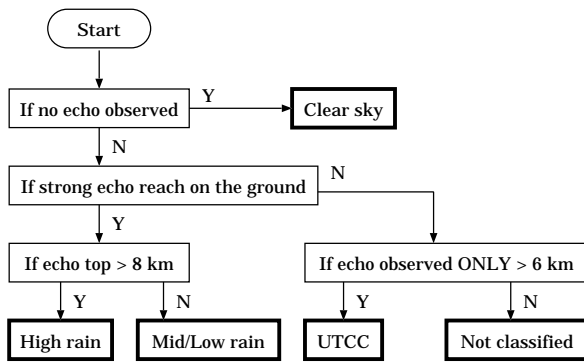 Start
If no echo observed
Y
Clear sky
N
If strong echo reach on the ground
N
Y
If echo top > 8 km
If echo observed ONLY > 6 km
Y
N
Y
N
High rain
Mid/Low rain
UTCC
Not classified